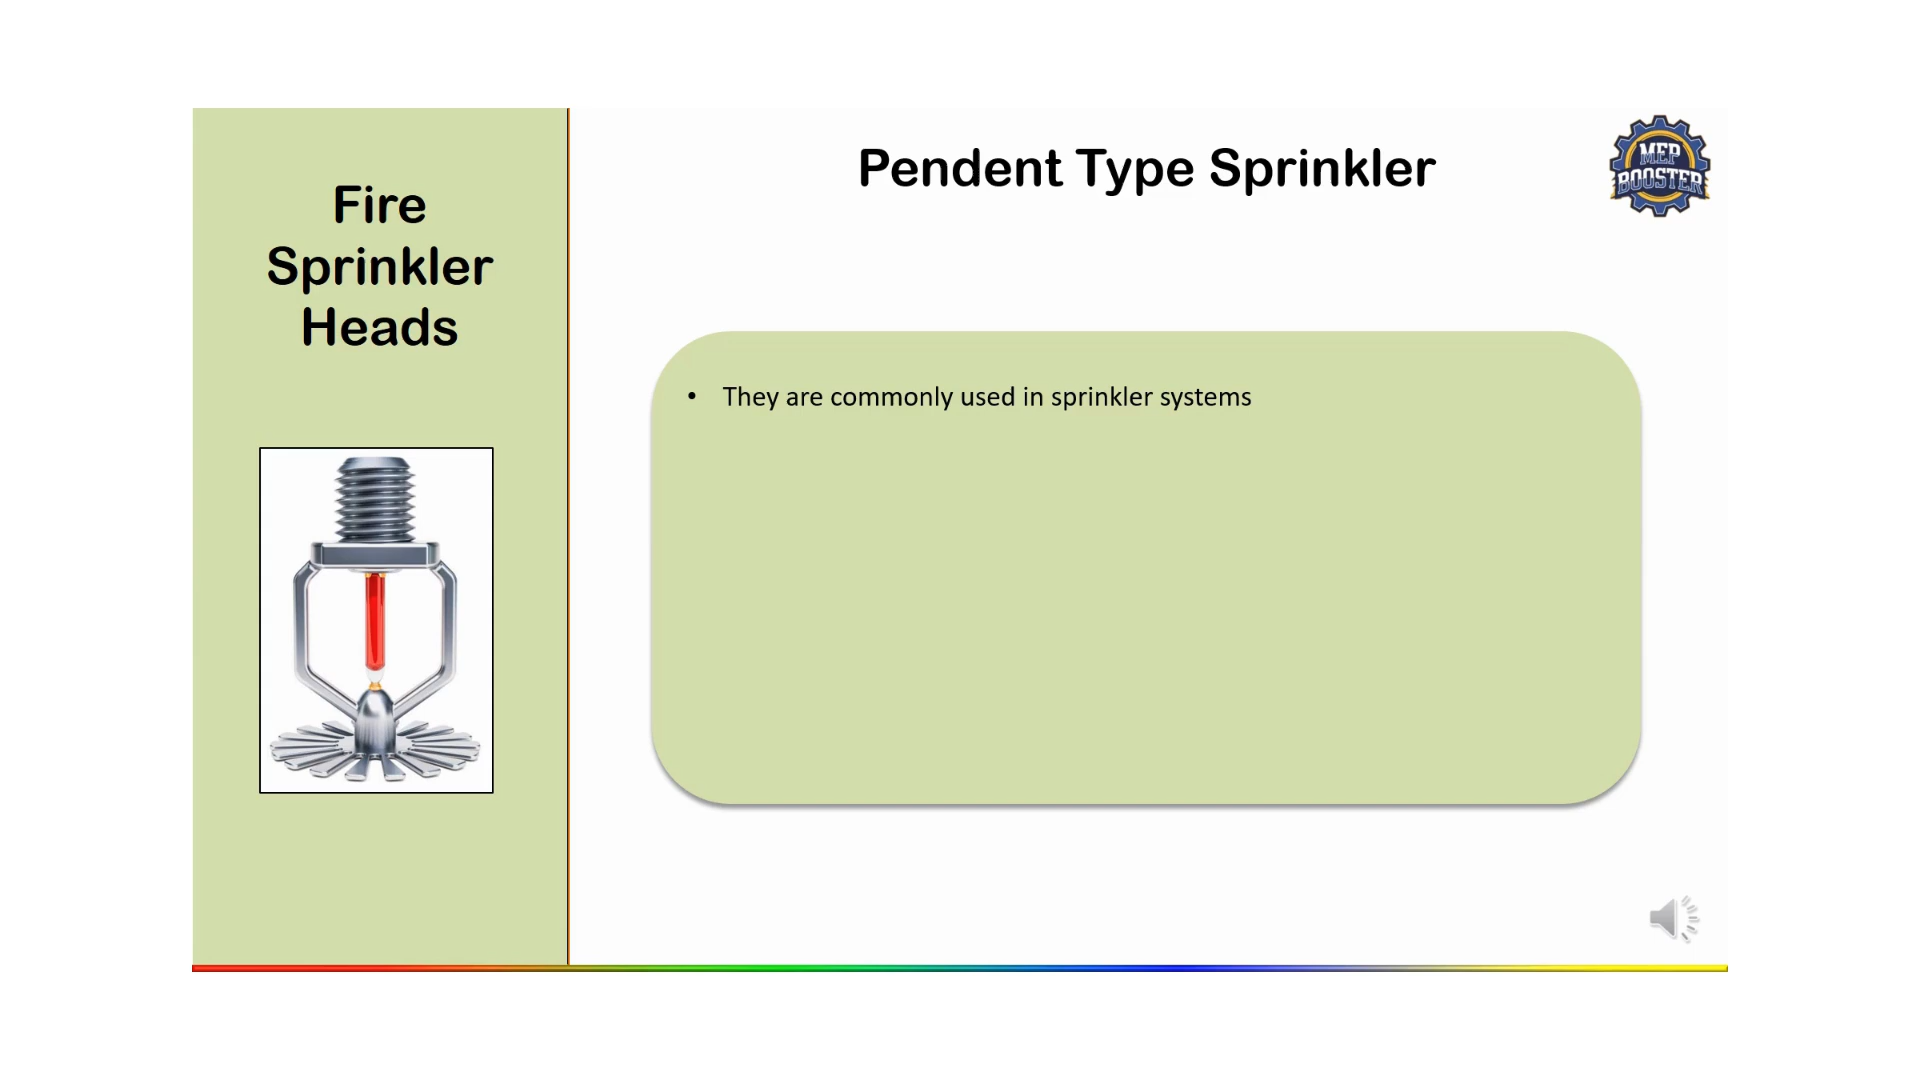 Fire
Sprinkler
Heads
Pendent Type Sprinkler
MEP
BOOSTER
• They are commonly used in sprinkler systems